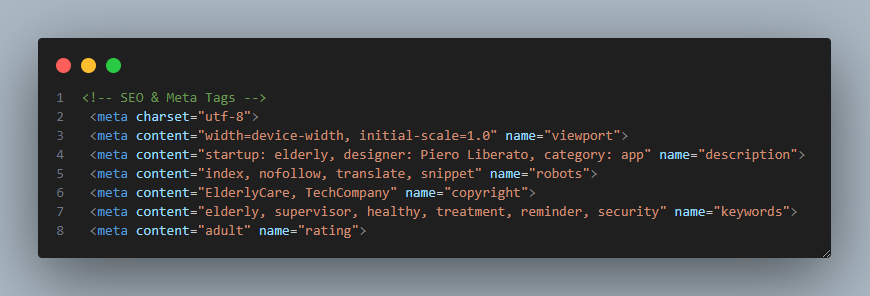 1 <!-- SEO & Meta Tags -->
2 <meta charset="utf-8">
3 <meta content="width=device-width, initial-scale=1.0" name="viewport">
4 <meta content="startup: elderly, designer: Piero Liberato, category: app" name="description">
5 <meta content="index, nofollow, translate, snippet" name="robots">
6 <meta content="ElderlyCare, TechCompany" name="copyright">
7 <meta content="elderly, supervisor, healthy, treatment, reminder, security" name="keywords">
8 <meta content="adult" name="rating">